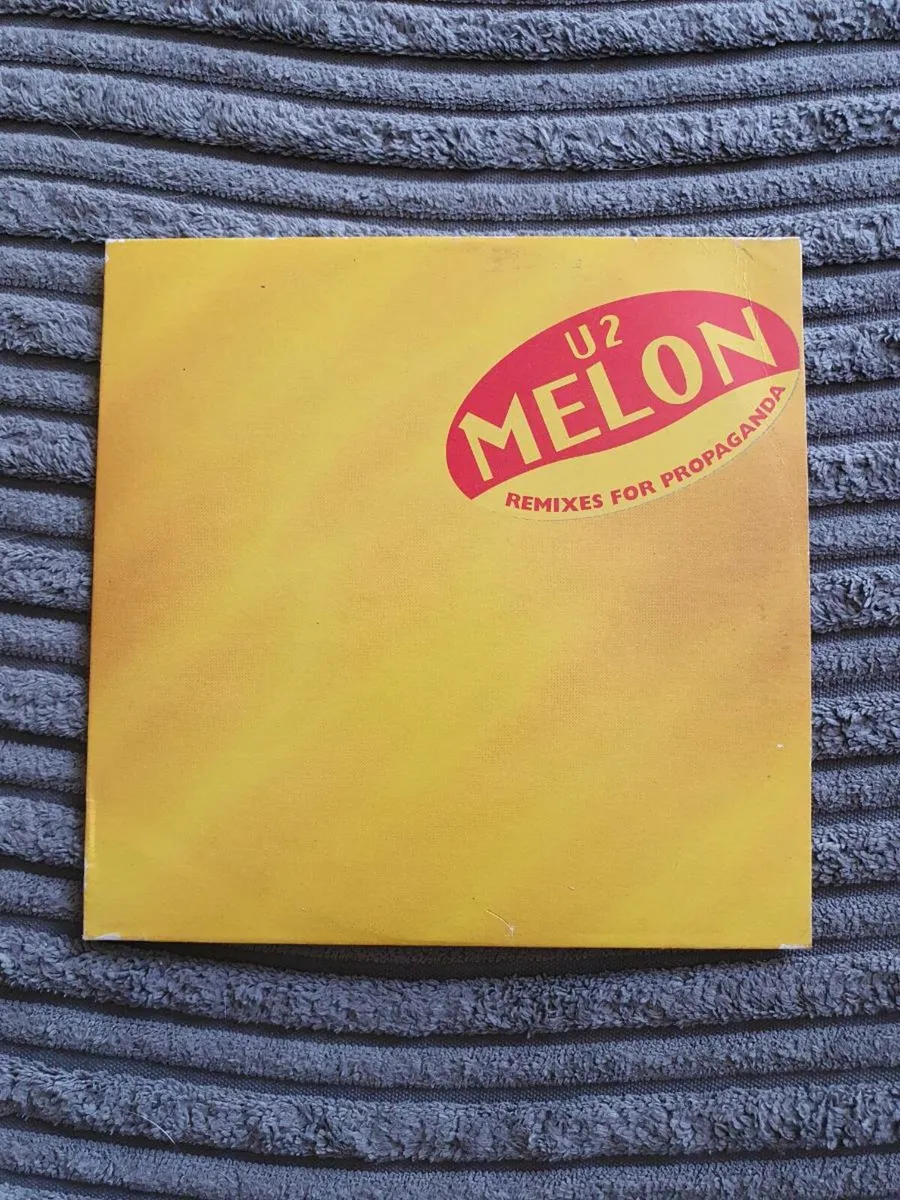 U2
MELON
REMIXES FOR PROPAGANDA